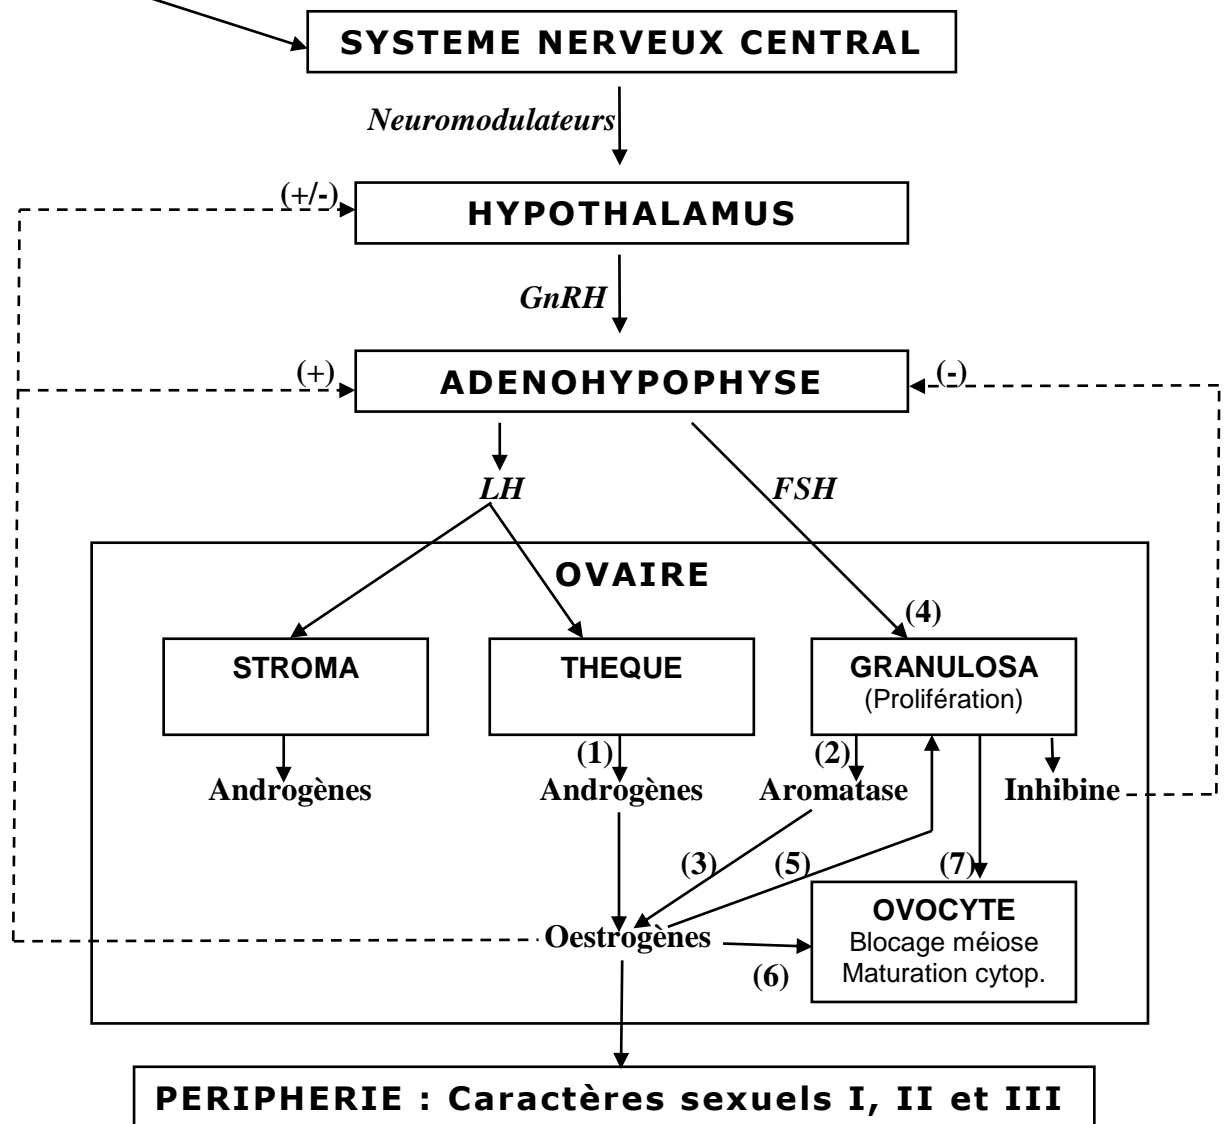 SYSTEME NERVEUX CENTRAL
Neuromodulateurs
(+/-)
HYPOTHALAMUS
GnRH
(+)
ADENOHYPOPHYSE
(-)
LH
FSH
OVAIRE
(4)
STROMA
THEQUE
GRANULOSA
(Prolifération)
(1)
(2)
Androgènes
Androgènes
Aromatase
Inhibine
(3)
(5)
(7)
OVOCYTE
Blocage méiose
Maturation cytop.
Oestrogènes
(6)
PERIPHERIE : Caractères sexuels I, II et III